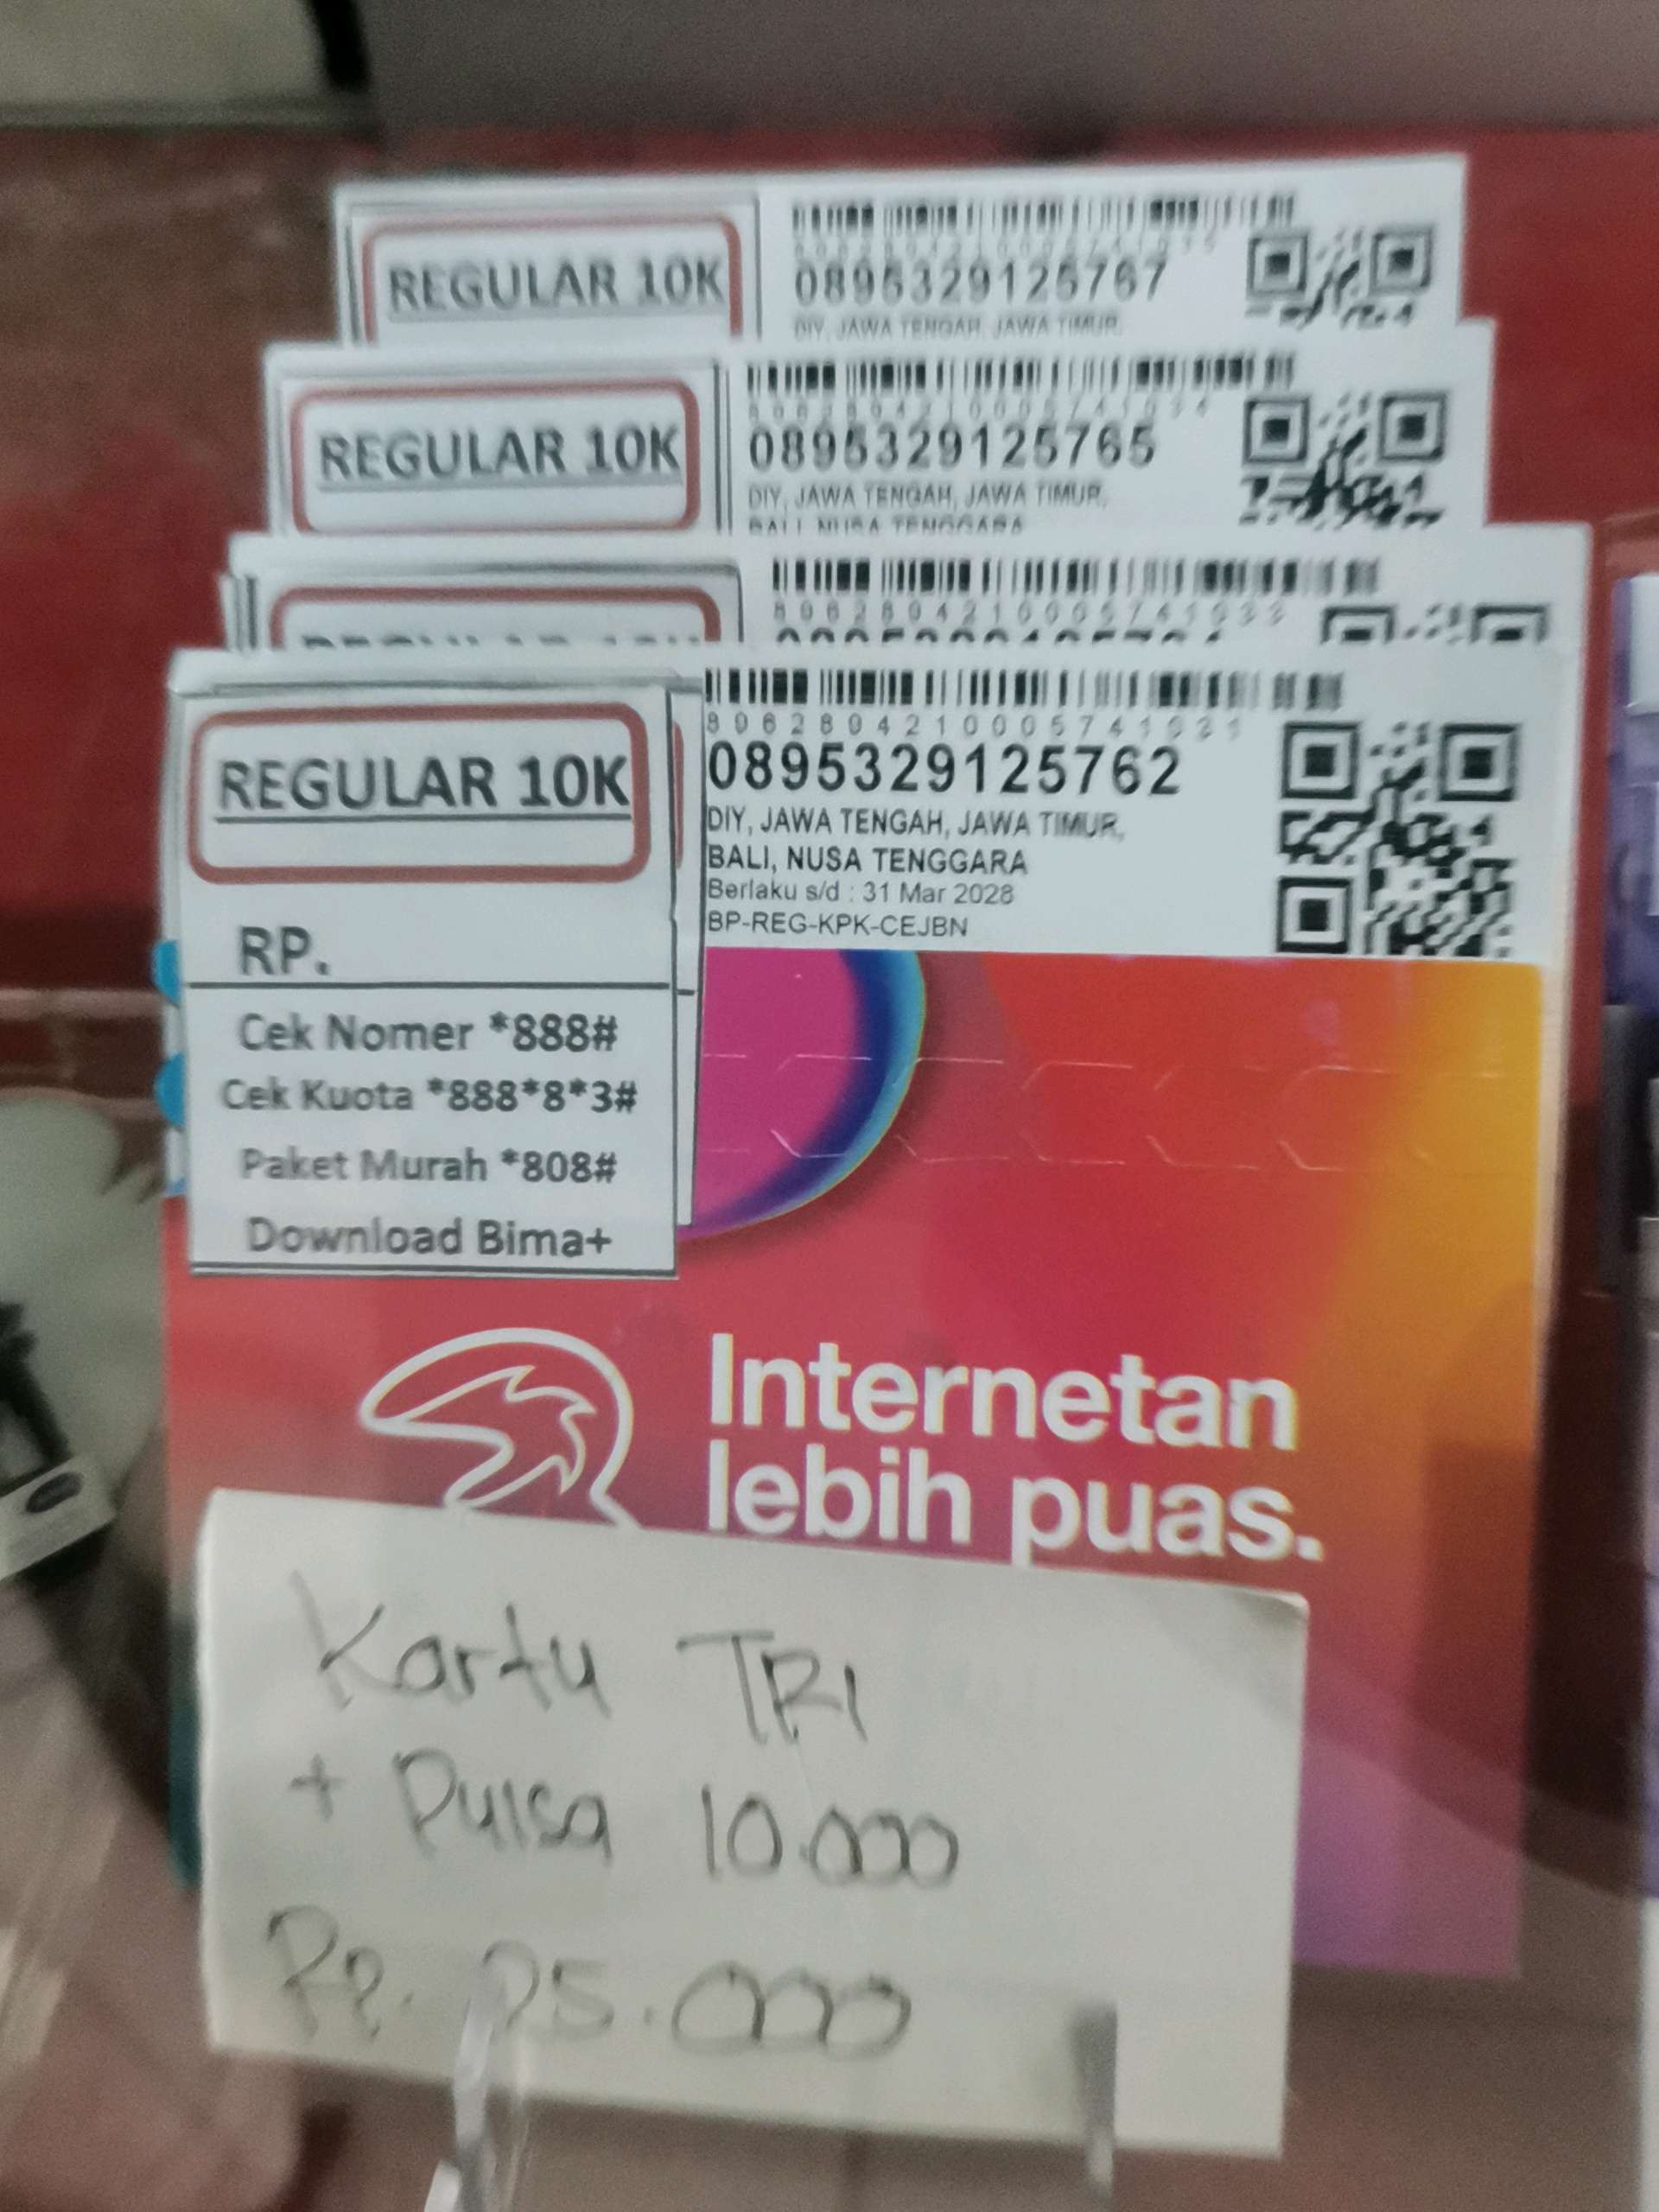 REGULAR 10K
0895329125767
DIY, JAWA TENGAH, JAWA TIMUR,
REGULAR 10K
0895329125765
DIY, JAWA TENGAH, JAWA TIMUR,
BALI, NUSA TENGGARA
REGULAR 10K
RP.
Cek Nomer *888#
Cek Kuota *888*8*3#
Paket Murah *808#
Download Bima+
0895329125762
DIY, JAWA TENGAH, JAWA TIMUR,
BALI, NUSA TENGGARA
Berlaku s/d : 31 Mar 2028
BP-REG-KPK-CEJBN
Internetan
lebih puas.
Kartu TRI
+ Pulsa 10.000
Rp. 25.000